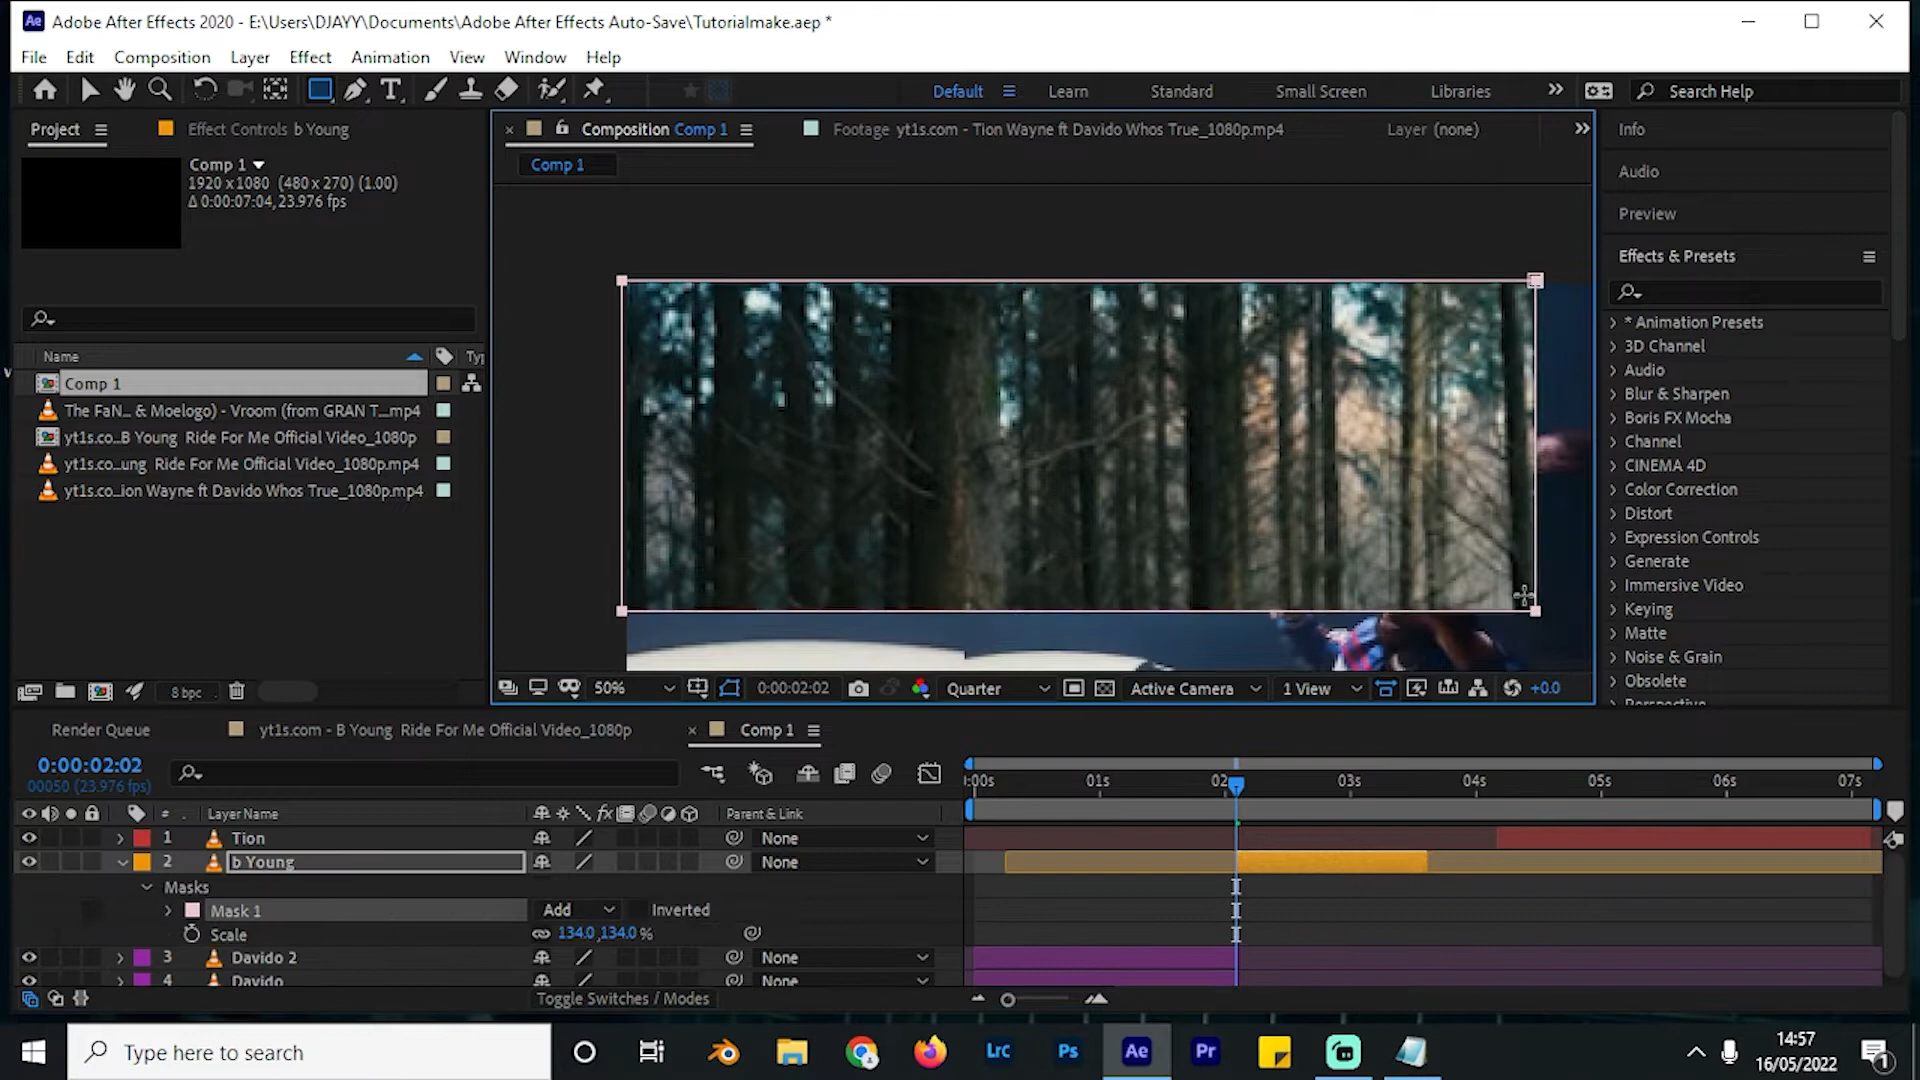 Adobe After Effects 2020 - E:\Users\DJAYY\Documents\Adobe After Effects Auto-Save\Tutorialmake.aep *
File Edit Composition Layer Effect Animation View Window Help
Default Learn Standard Small Screen Libraries Search Help
Project Effect Controls b Young
Comp 1
1920 x 1080 (480 x 270) (1.00)
Δ 0:00:07:04, 23.976 fps
Name Typ
Comp 1
The FaN... & Moelogo) - Vroom (from GRAN T....mp4
yt1s.co...B Young Ride For Me Official Video_1080p
yt1s.co...ung Ride For Me Official Video_1080p.mp4
yt1s.co...ion Wayne ft Davido Whos True_1080p.mp4
8 bpc
Composition Comp 1 Footage yt1s.com - Tion Wayne ft Davido Whos True_1080p.mp4 Layer (none)
Comp 1
50% 0:00:02:02 Quarter Active Camera 1 View +0.0
Info
Audio
Preview
Effects & Presets
* Animation Presets
3D Channel
Audio
Blur & Sharpen
Boris FX Mocha
Channel
CINEMA 4D
Color Correction
Distort
Expression Controls
Generate
Immersive Video
Keying
Matte
Noise & Grain
Obsolete
Perspective
Render Queue yt1s.com - B Young Ride For Me Official Video_1080p Comp 1
0:00:02:02
00050 (23.976 fps)
:00s 01s 02 03s 04s 05s 06s 07s
# Layer Name fx Parent & Link
1 Tion None
2 b Young None
Masks
Mask 1 Add Inverted
Scale 134.0,134.0 %
3 Davido 2 None
4 Davido None
Toggle Switches / Modes
Type here to search
Lrc Ps Ae Pr
14:57
16/05/2022
1